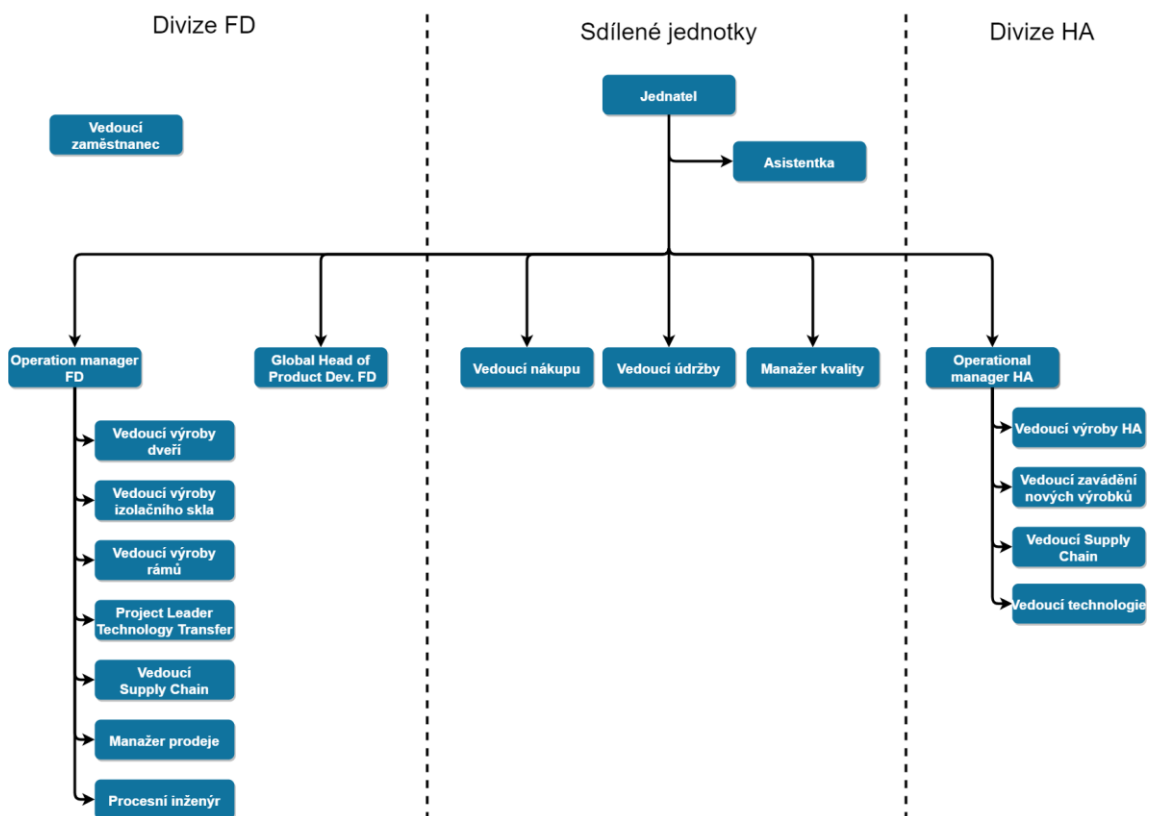 Divize FD
Sdílené jednotky
Divize HA
Jednatel
Vedoucí
zaměstnanec
Asistentka
Operation manager
FD
Global Head of
Product Dev. FD
Vedoucí nákupu
Vedoucí údržby
Manažer kvality
Operational
manager HA
Vedoucí výroby
dveří
Vedoucí výroby
izolačního skla
Vedoucí výroby
rámů
Project Leader
Technology Transfer
Vedoucí
Supply Chain
Manažer prodeje
Procesní inženýr
Vedoucí výroby HA
Vedoucí zavádění
nových výrobků
Vedoucí Supply
Chain
Vedoucí technologie